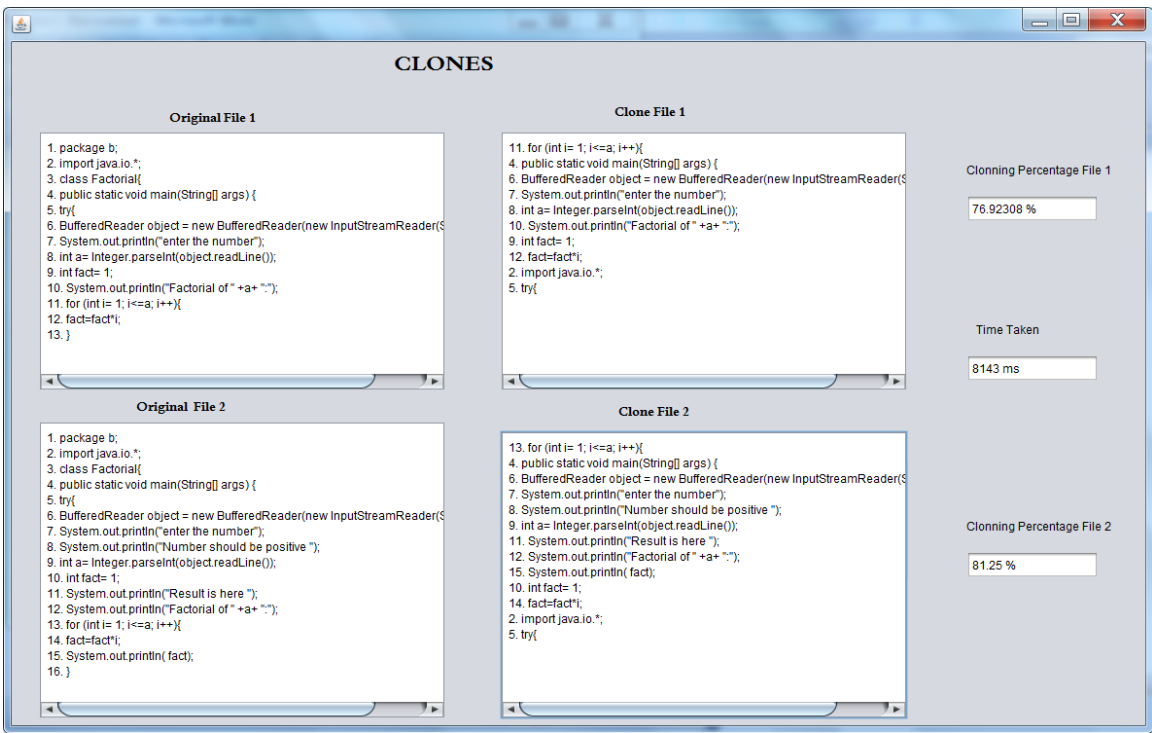 CLONES
Original File 1
1. package b;
2. import java.io.*;
3. class Factorial{
4. public static void main(String[] args) {
5. try{
6. BufferedReader object = new BufferedReader(new InputStreamReader(S
7. System.out.println("enter the number");
8. int a= Integer.parseInt(object.readLine());
9. int fact= 1;
10. System.out.println("Factorial of " +a+ ":");
11. for (int i= 1; i<=a; i++){
12. fact=fact*i;
13. }
Clone File 1
11. for (int i= 1; i<=a; i++){
4. public static void main(String[] args) {
6. BufferedReader object = new BufferedReader(new InputStreamReader(S
7. System.out.println("enter the number");
8. int a= Integer.parseInt(object.readLine());
10. System.out.println("Factorial of " +a+ ":");
9. int fact= 1;
12. fact=fact*i;
2. import java.io.*;
5. try{
Clonning Percentage File 1
76.92308 %
Time Taken
8143 ms
Original File 2
1. package b;
2. import java.io.*;
3. class Factorial{
4. public static void main(String[] args) {
5. try{
6. BufferedReader object = new BufferedReader(new InputStreamReader(S
7. System.out.println("enter the number");
8. System.out.println("Number should be positive ");
9. int a= Integer.parseInt(object.readLine());
10. int fact= 1;
11. System.out.println("Result is here ");
12. System.out.println("Factorial of " +a+ ":");
13. for (int i= 1; i<=a; i++){
14. fact=fact*i;
15. System.out.println( fact);
16. }
Clone File 2
13. for (int i= 1; i<=a; i++){
4. public static void main(String[] args) {
6. BufferedReader object = new BufferedReader(new InputStreamReader(S
7. System.out.println("enter the number");
8. System.out.println("Number should be positive ");
9. int a= Integer.parseInt(object.readLine());
11. System.out.println("Result is here ");
12. System.out.println("Factorial of " +a+ ":");
15. System.out.println( fact);
10. int fact= 1;
14. fact=fact*i;
2. import java.io.*;
5. try{
Clonning Percentage File 2
81.25 %